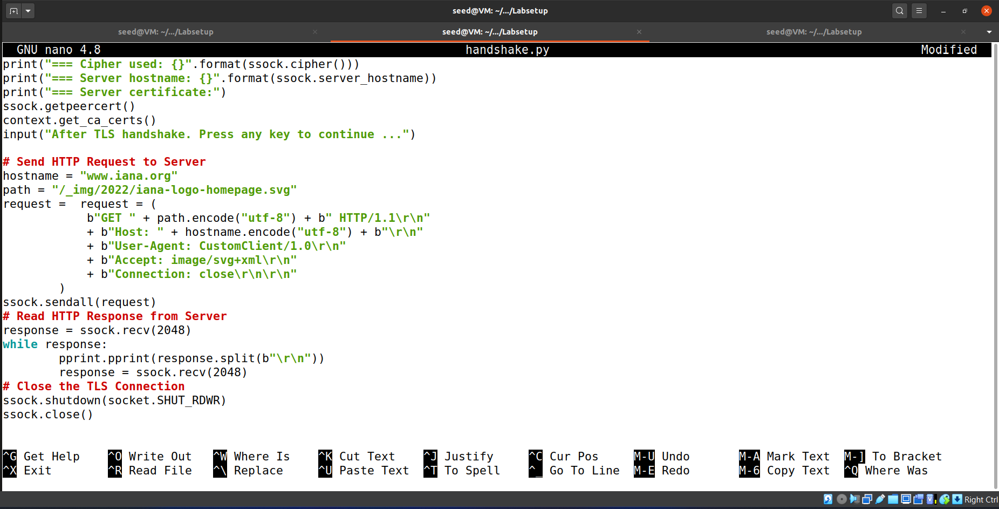 seed@VM: ~/.../Labsetup
seed@VM: ~/.../Labsetup
seed@VM: ~/.../Labsetup
seed@VM: ~/.../Labsetup
GNU nano 4.8 handshake.py Modified
print("=== Cipher used: {}".format(ssock.cipher()))
print("=== Server hostname: {}".format(ssock.server_hostname))
print("=== Server certificate:")
ssock.getpeercert()
context.get_ca_certs()
input("After TLS handshake. Press any key to continue ...")

# Send HTTP Request to Server
hostname = "www.iana.org"
path = "/_img/2022/iana-logo-homepage.svg"
request =  request = (
            b"GET " + path.encode("utf-8") + b" HTTP/1.1\r\n"
            + b"Host: " + hostname.encode("utf-8") + b"\r\n"
            + b"User-Agent: CustomClient/1.0\r\n"
            + b"Accept: image/svg+xml\r\n"
            + b"Connection: close\r\n\r\n"
        )
ssock.sendall(request)
# Read HTTP Response from Server
response = ssock.recv(2048)
while response:
        pprint.pprint(response.split(b"\r\n"))
        response = ssock.recv(2048)
# Close the TLS Connection
ssock.shutdown(socket.SHUT_RDWR)
ssock.close()

^G Get Help ^O Write Out ^W Where Is ^K Cut Text ^J Justify ^C Cur Pos M-U Undo M-A Mark Text M-] To Bracket
^X Exit ^R Read File ^\ Replace ^U Paste Text ^T To Spell ^_ Go To Line M-E Redo M-6 Copy Text ^Q Where Was
Right Ctrl